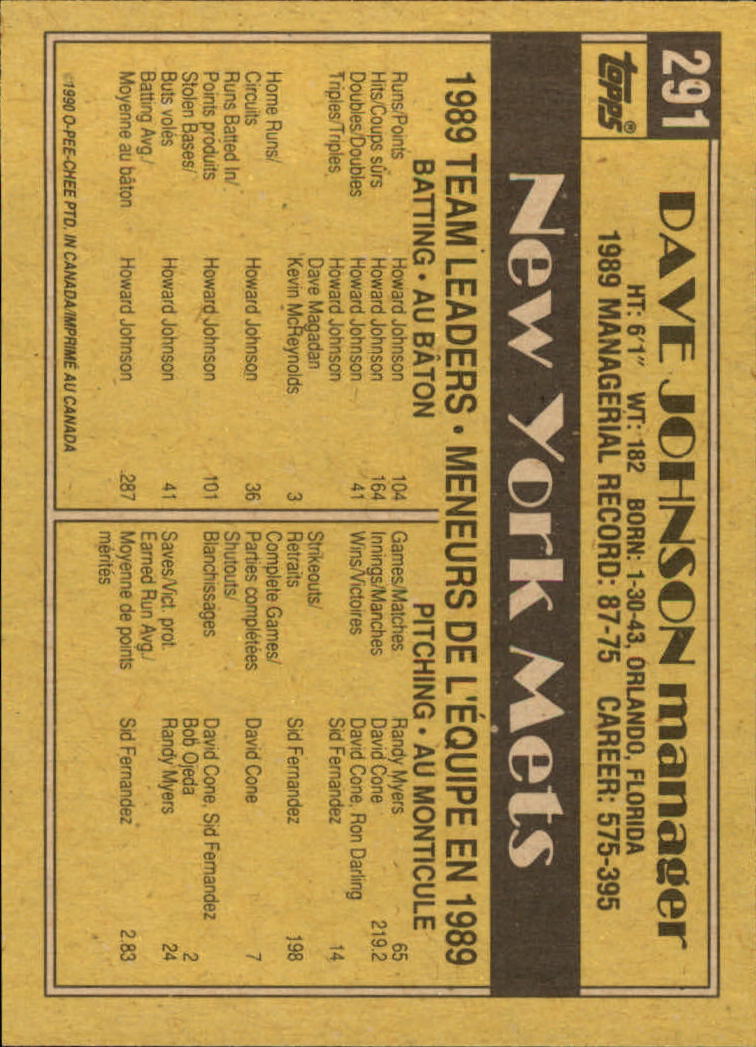 291
topps®
DAVE JOHNSON manager
HT: 6'1" WT: 182 BORN: 1-30-43, ORLANDO, FLORIDA
1989 MANAGERIAL RECORD: 87-75 CAREER: 575-395
New York Mets
1989 TEAM LEADERS • MENEURS DE L'ÉQUIPE EN 1989
BATTING • AU BÂTON
Runs/Points Howard Johnson 104
Hits/Coups sûrs Howard Johnson 164
Doubles/Doubles Howard Johnson 41
Triples/Triples Howard Johnson
Dave Magadan
Kevin McReynolds 3
Home Runs/
Circuits Howard Johnson 36
Runs Batted In/
Points produits Howard Johnson 101
Stolen Bases/
Buts volés Howard Johnson 41
Batting Avg./
Moyenne au bâton Howard Johnson .287
PITCHING • AU MONTICULE
Games/Matches Randy Myers 65
Innings/Manches David Cone 219.2
Wins/Victoires David Cone, Ron Darling
Sid Fernandez 14
Strikeouts/
Retraits Sid Fernandez 198
Complete Games/
Parties complétées David Cone 7
Shutouts/
Blanchissages David Cone, Sid Fernandez
Bob Ojeda 2
Saves/Vict. prot. Randy Myers 24
Earned Run Avg./
Moyenne de points Sid Fernandez 2.83
mérités
©1990 O-PEE-CHEE PTD. IN CANADA/IMPRIMÉ AU CANADA